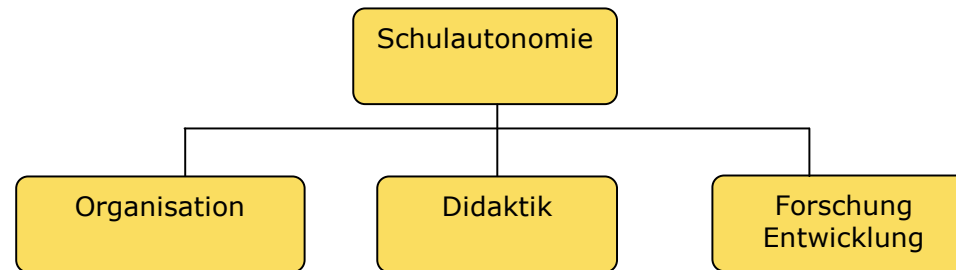 Schulautonomie
Organisation
Didaktik
Forschung
Entwicklung